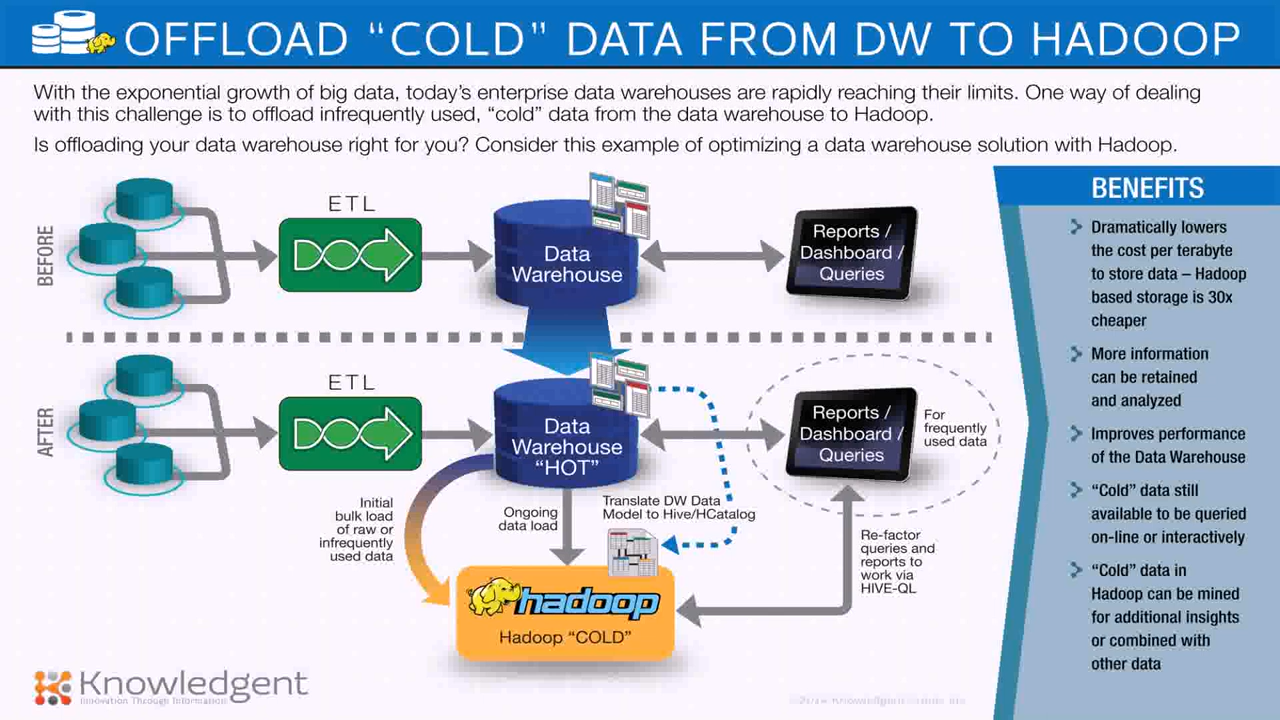 OFFLOAD “COLD” DATA FROM DW TO HADOOP
With the exponential growth of big data, today’s enterprise data warehouses are rapidly reaching their limits. One way of dealing
with this challenge is to offload infrequently used, “cold” data from the data warehouse to Hadoop.
Is offloading your data warehouse right for you? Consider this example of optimizing a data warehouse solution with Hadoop.
BEFORE
ETL
Data
Warehouse
Reports /
Dashboard /
Queries
AFTER
ETL
Data
Warehouse
“HOT”
Reports /
Dashboard /
Queries
For
frequently
used data
Initial
bulk load
of raw or
infrequently
used data
Ongoing
data load
Translate DW Data
Model to Hive/HCatalog
Re-factor
queries and
reports to
work via
HIVE-QL
hadoop
Hadoop “COLD”
BENEFITS
Dramatically lowers
the cost per terabyte
to store data – Hadoop
based storage is 30x
cheaper
More information
can be retained
and analyzed
Improves performance
of the Data Warehouse
“Cold” data still
available to be queried
on-line or interactively
“Cold” data in
Hadoop can be mined
for additional insights
or combined with
other data
Knowledgent
Innovation Through Information